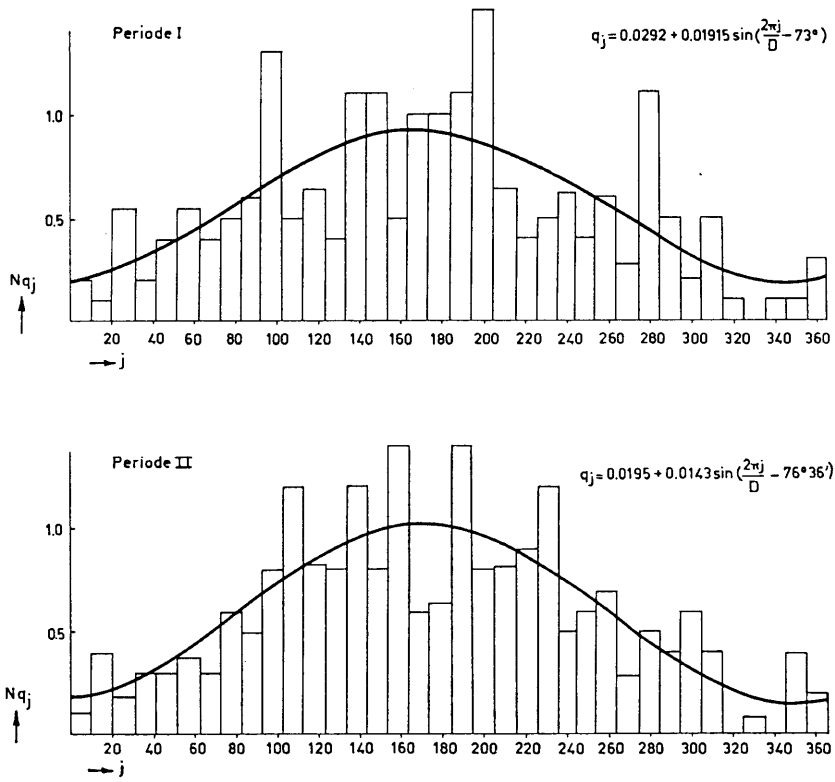 Periode I
q_j = 0.0292 + 0.01915 sin(2πj/D − 73°)
1.0
0.5
Nq_j
20 40 60 80 100 120 140 160 180 200 220 240 260 280 300 320 340 360
j
Periode II
q_j = 0.0195 + 0.0143 sin(2πj/D − 76°36′)
1.0
0.5
Nq_j
20 40 60 80 100 120 140 160 180 200 220 240 260 280 300 320 340 360
j